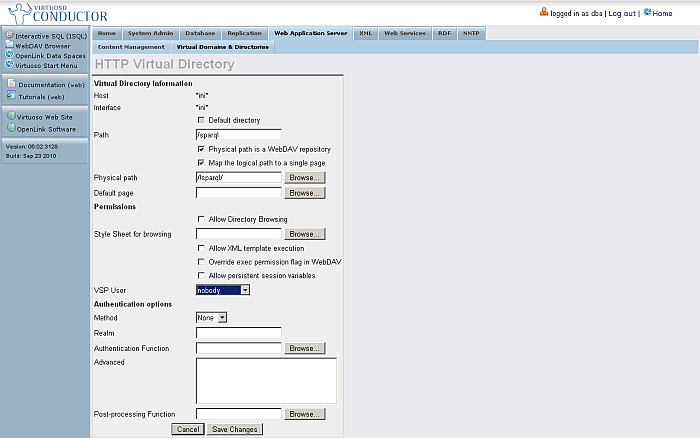 VIRTUOSO
CONDUCTOR
logged in as dba | Log out | Home
Interactive SQL (ISQL)
WebDAV Browser
OpenLink Data Spaces
Virtuoso Start Menu
Documentation (web)
Tutorials (web)
Virtuoso Web Site
OpenLink Software
Version: 06.02.3128
Build: Sep 23 2010
Home System Admin Database Replication Web Application Server XML Web Services RDF NNTP
Content Management Virtual Domains & Directories
HTTP Virtual Directory
Virtual Directory Information
Host *ini*
Interface *ini*
Default directory
Path /sparql
Physical path is a WebDAV repository
Map the logical path to a single page
Physical path /!sparql/ Browse...
Default page Browse...
Permissions
Allow Directory Browsing
Style Sheet for browsing Browse...
Allow XML template execution
Override exec permission flag in WebDAV
Allow persistent session variables
VSP User nobody
Authentication options
Method None
Realm
Authentication Function Browse...
Advanced
Post-processing Function Browse...
Cancel Save Changes